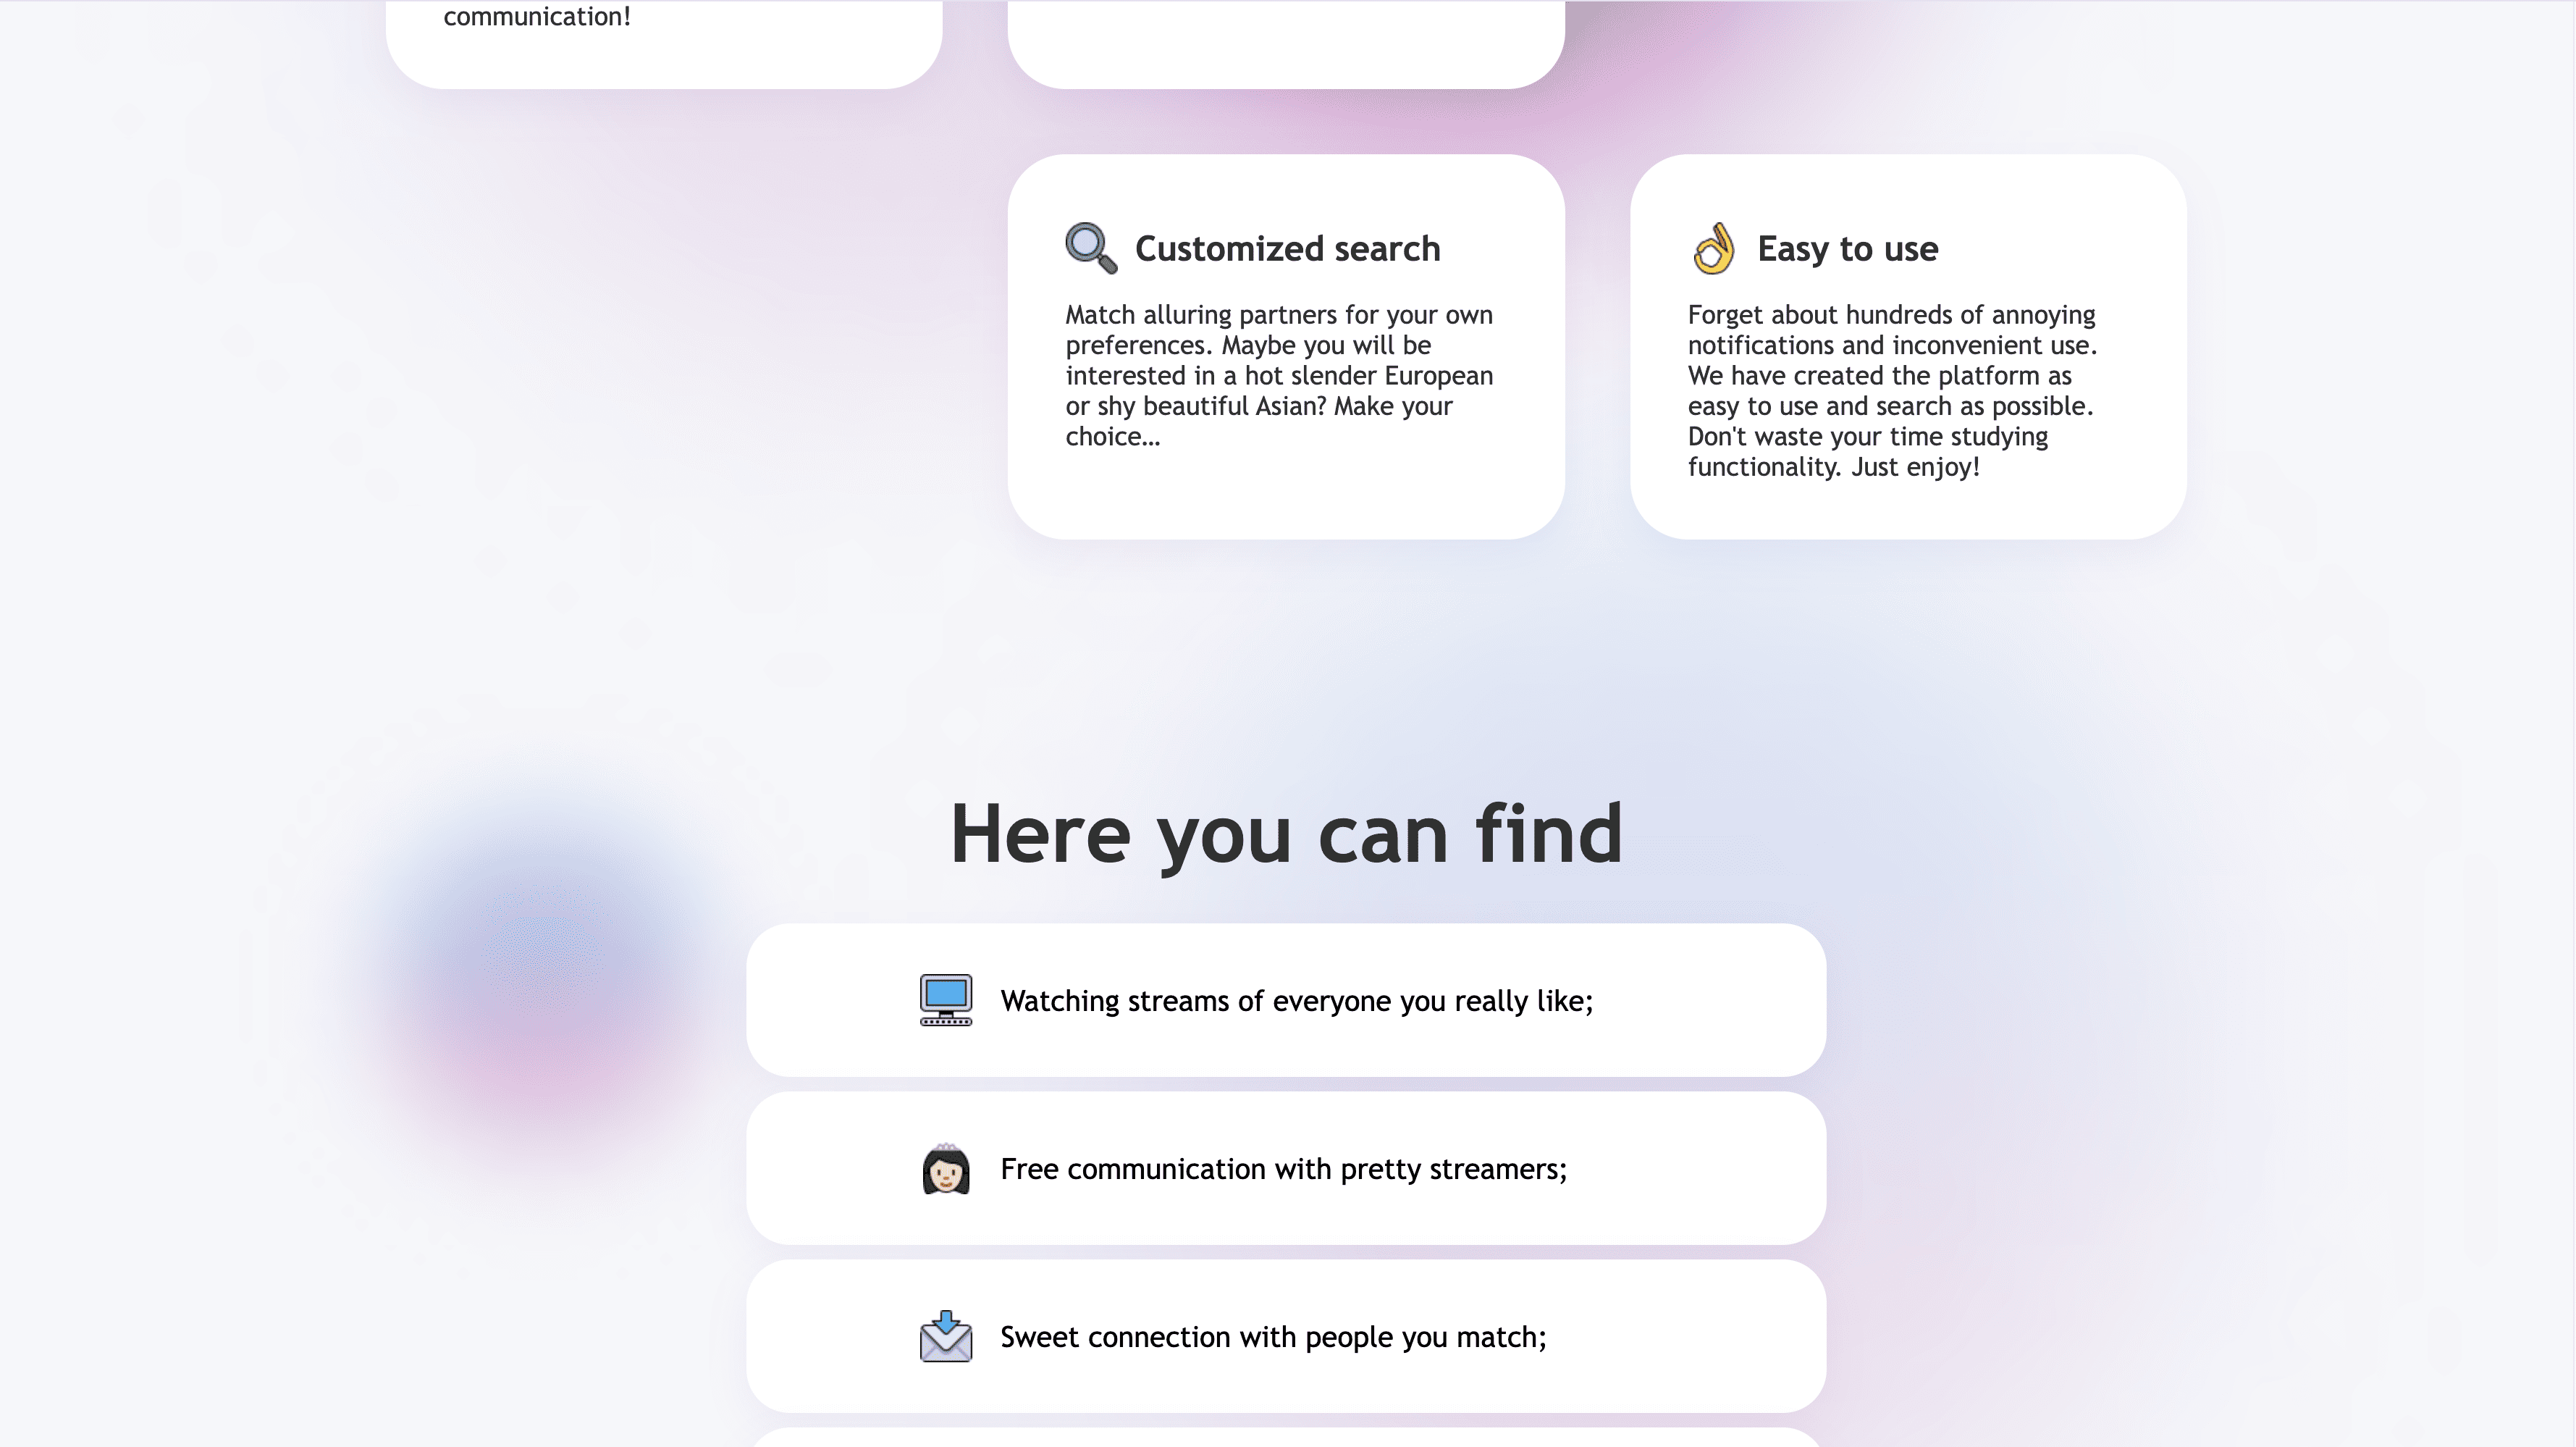 communication!
Customized search
Match alluring partners for your own
preferences. Maybe you will be
interested in a hot slender European
or shy beautiful Asian? Make your
choice...
Easy to use
Forget about hundreds of annoying
notifications and inconvenient use.
We have created the platform as
easy to use and search as possible.
Don't waste your time studying
functionality. Just enjoy!
Here you can find
Watching streams of everyone you really like;
Free communication with pretty streamers;
Sweet connection with people you match;